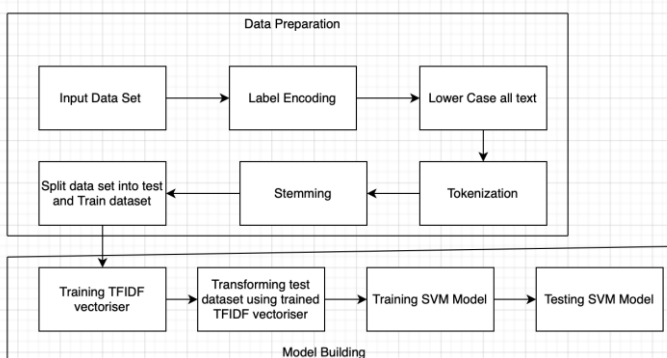 Data Preparation
Input Data Set
Label Encoding
Lower Case all text
Tokenization
Stemming
Split data set into test
and Train dataset
Training TFIDF
vectoriser
Transforming test
dataset using trained
TFIDF vectoriser
Training SVM Model
Testing SVM Model
Model Building